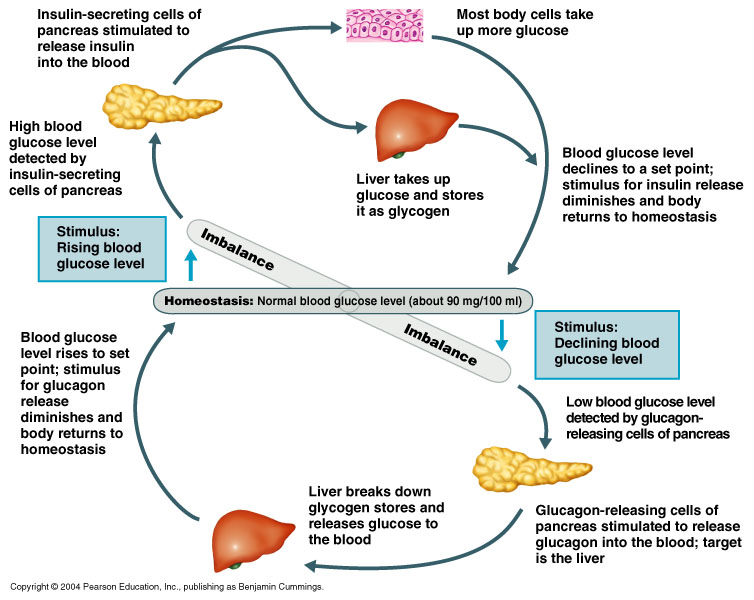 Insulin-secreting cells of
pancreas stimulated to
release insulin
into the blood
Most body cells take
up more glucose
High blood
glucose level
detected by
insulin-secreting
cells of pancreas
Liver takes up
glucose and stores
it as glycogen
Blood glucose level
declines to a set point;
stimulus for insulin release
diminishes and body
returns to homeostasis
Stimulus:
Rising blood
glucose level
Imbalance
Homeostasis: Normal blood glucose level (about 90 mg/100 ml)
Imbalance
Stimulus:
Declining blood
glucose level
Blood glucose
level rises to set
point; stimulus
for glucagon
release
diminishes and
body returns to
homeostasis
Low blood glucose level
detected by glucagon-
releasing cells of pancreas
Liver breaks down
glycogen stores and
releases glucose to
the blood
Glucagon-releasing cells of
pancreas stimulated to release
glucagon into the blood; target
is the liver
Copyright © 2004 Pearson Education, Inc., publishing as Benjamin Cummings.